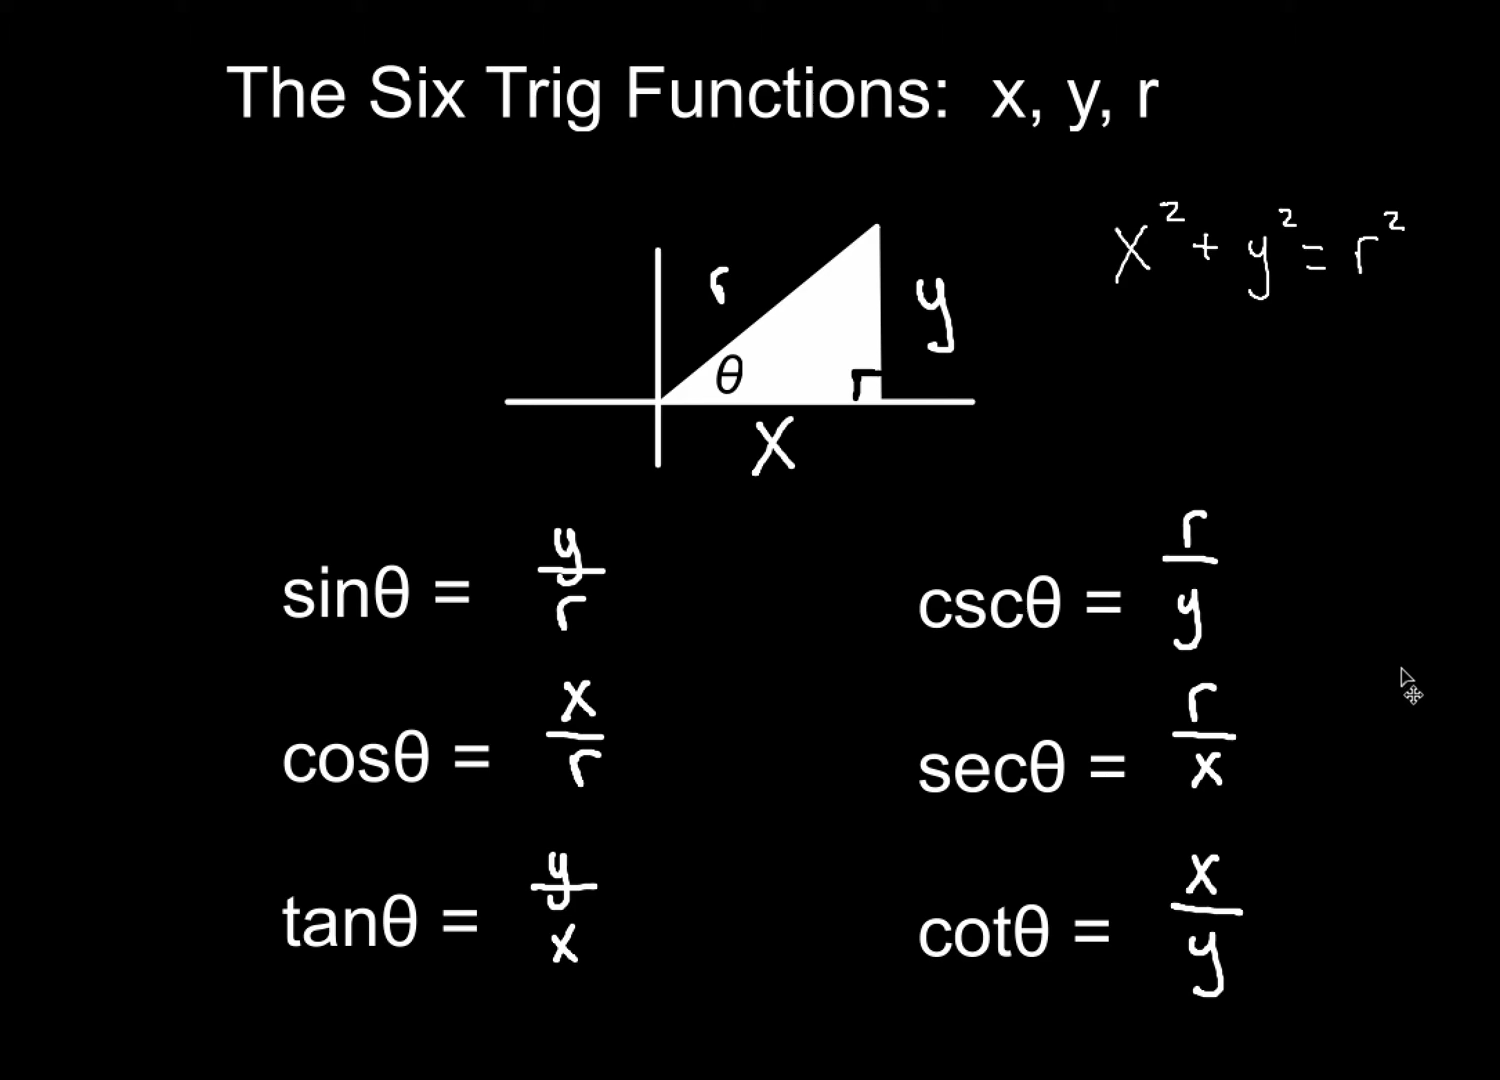 The Six Trig Functions: x, y, r
x² + y² = r²
r
y
θ
x
sinθ = y/r
cscθ = r/y
cosθ = x/r
secθ = r/x
tanθ = y/x
cotθ = x/y